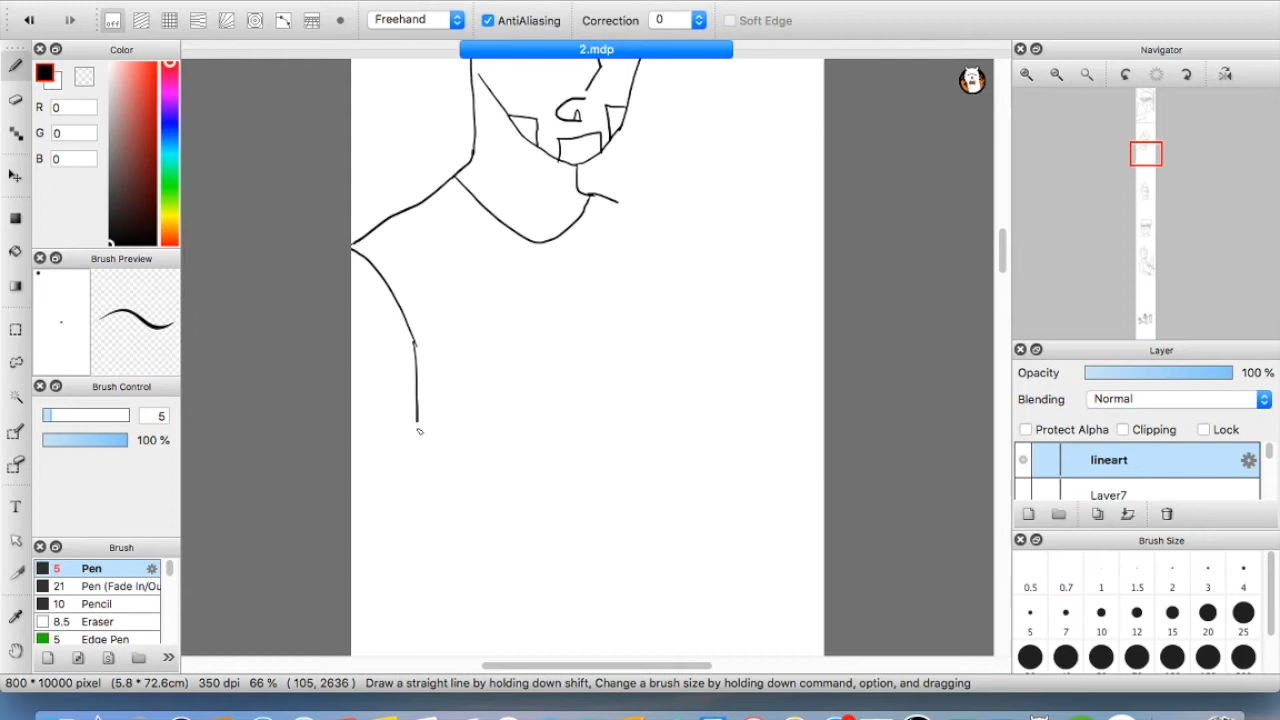 off
Freehand
AntiAliasing
Correction
0
Soft Edge
Color
2.mdp
Navigator
R 0
G 0
B 0
Brush Preview
Brush Control
5
100 %
Layer
Opacity
100 %
Blending
Normal
Protect Alpha
Clipping
Lock
lineart
Layer7
Brush
5 Pen
21 Pen (Fade In/Ou
10 Pencil
8.5 Eraser
5 Edge Pen
Brush Size
0.5 0.7 1 1.5 2 3 4
5 7 10 12 15 20 25
800 * 10000 pixel (5.8 * 72.6cm) 350 dpi 66 % ( 105, 2636 ) Draw a straight line by holding down shift, Change a brush size by holding down command, option, and dragging